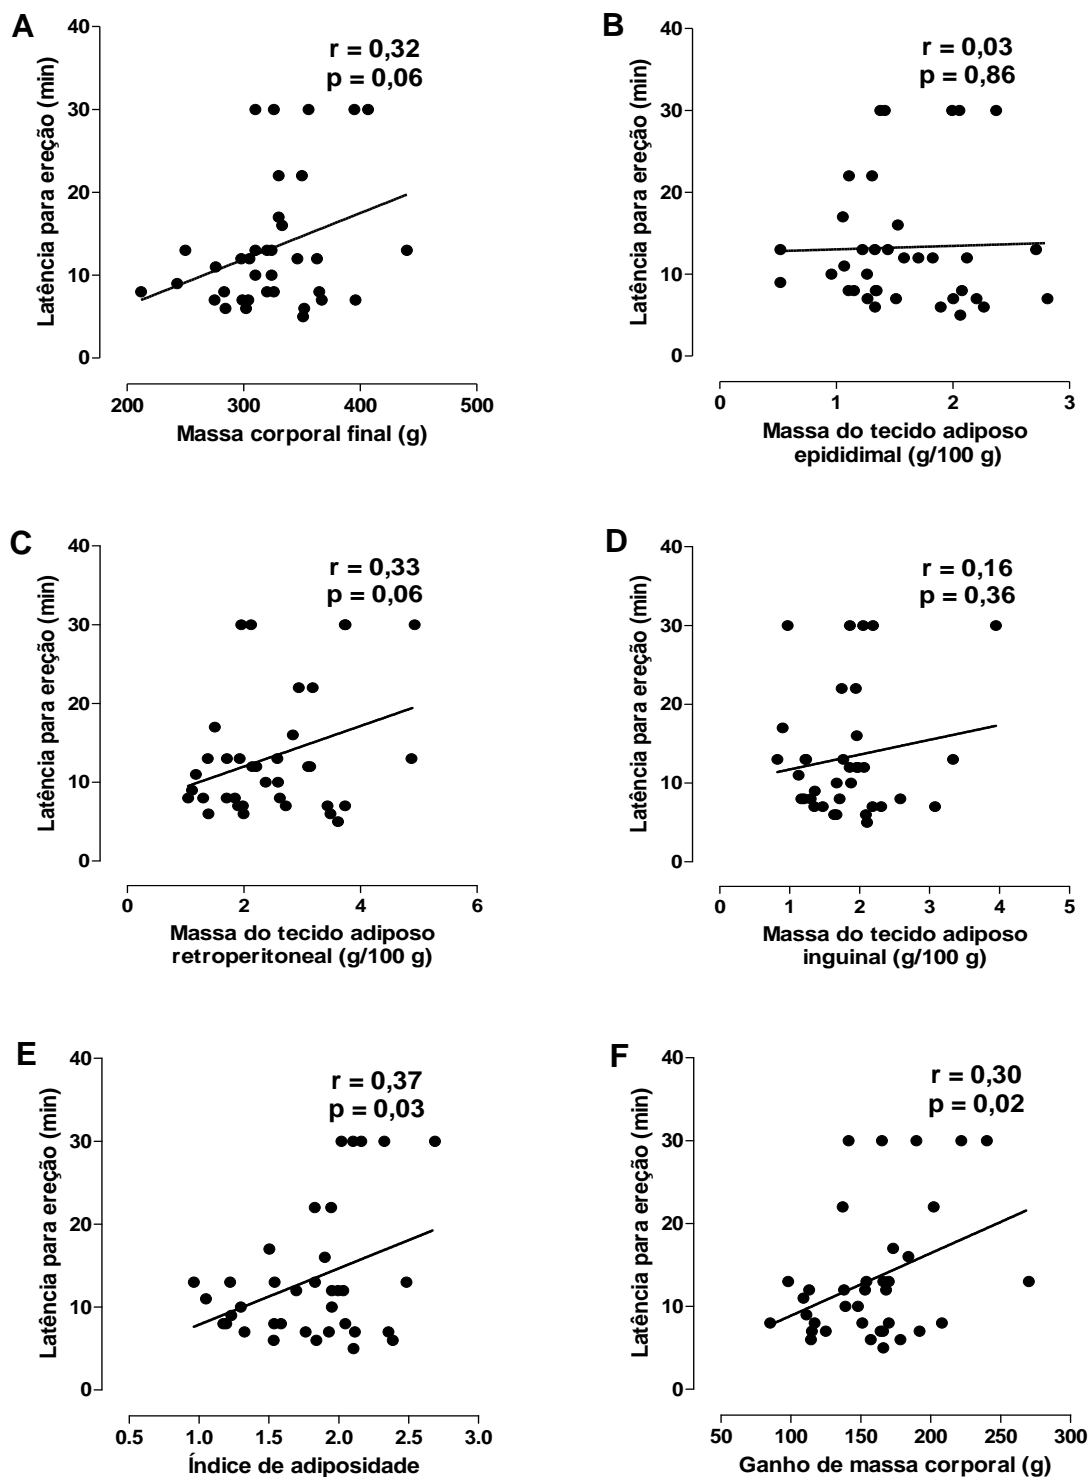 A
Latência para ereção (min)
40
30
20
10
0
r = 0,32
p = 0,06
200 300 400 500
Massa corporal final (g)
B
Latência para ereção (min)
40
30
20
10
0
r = 0,03
p = 0,86
0 1 2 3
Massa do tecido adiposo
epididimal (g/100 g)
C
Latência para ereção (min)
40
30
20
10
0
r = 0,33
p = 0,06
0 2 4 6
Massa do tecido adiposo
retroperitoneal (g/100 g)
D
Latência para ereção (min)
40
30
20
10
0
r = 0,16
p = 0,36
0 1 2 3 4 5
Massa do tecido adiposo
inguinal (g/100 g)
E
Latência para ereção (min)
40
30
20
10
0
r = 0,37
p = 0,03
0.5 1.0 1.5 2.0 2.5 3.0
Índice de adiposidade
F
Latência para ereção (min)
40
30
20
10
0
r = 0,30
p = 0,02
50 100 150 200 250 300
Ganho de massa corporal (g)